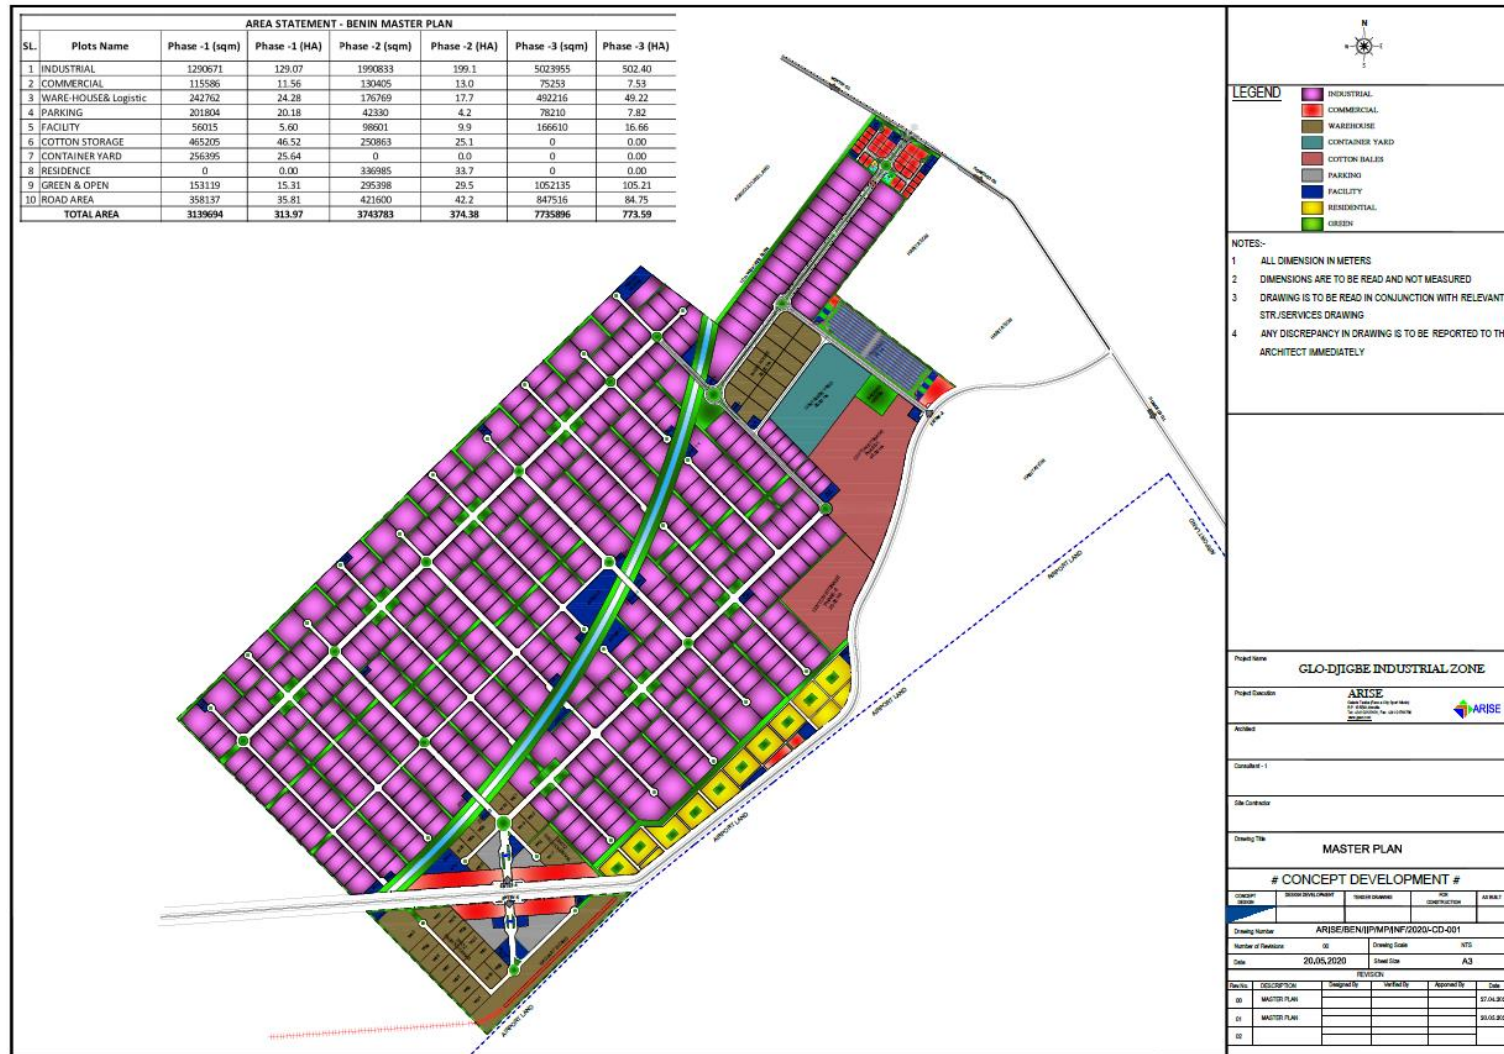 AREA STATEMENT - BENIN MASTER PLAN
SL. Plots Name Phase -1 (sqm) Phase -1 (HA) Phase -2 (sqm) Phase -2 (HA) Phase -3 (sqm) Phase -3 (HA)
1 INDUSTRIAL 1290671 129.07 1990833 199.1 5023955 502.40
2 COMMERCIAL 115586 11.56 130405 13.0 75253 7.53
3 WARE-HOUSE& Logistic 242762 24.28 176769 17.7 492216 49.22
4 PARKING 201804 20.18 42330 4.2 78210 7.82
5 FACILITY 56015 5.60 98601 9.9 166610 16.66
6 COTTON STORAGE 465205 46.52 250863 25.1 0 0.00
7 CONTAINER YARD 256395 25.64 0 0.0 0 0.00
8 RESIDENCE 0 0.00 336985 33.7 0 0.00
9 GREEN & OPEN 153119 15.31 295398 29.5 1052135 105.21
10 ROAD AREA 358137 35.81 421600 42.2 847516 84.75
TOTAL AREA 3139694 313.97 3743783 374.38 7735896 773.59
N
S
LEGEND
INDUSTRIAL
COMMERCIAL
WAREHOUSE
CONTAINER YARD
COTTON BALES
PARKING
FACILITY
RESIDENTIAL
GREEN
NOTES:-
1 ALL DIMENSION IN METERS
2 DIMENSIONS ARE TO BE READ AND NOT MEASURED
3 DRAWING IS TO BE READ IN CONJUNCTION WITH RELEVANT
STR./SERVICES DRAWING
4 ANY DISCREPANCY IN DRAWING IS TO BE REPORTED TO TH
ARCHITECT IMMEDIATELY
AIRPORT LAND
AIRPORT LAND
AIRPORT LAND
AIRPORT LAND
AIRPORT LAND
Project Name
GLO-DJIGBE INDUSTRIAL ZONE
Project Execution
ARISE
ARISE
Architect
Consultant - 1
Site Contractor
Drawing Title
MASTER PLAN
# CONCEPT DEVELOPMENT #
CONCEPT DESIGN DESIGN DEVELOPMENT TENDER DRAWING FOR CONSTRUCTION AS BUILT
Drawing Number ARISE/BEN/IIP/MP/INF/2020/-CD-001
Number of Revisions 00 Drawing Scale NTS
Date 20,05,2020 Sheet Size A3
REVISION
Rev.No. DESCRIPTION Designed By Verified By Approved By Date
00 MASTER PLAN
01 MASTER PLAN
02